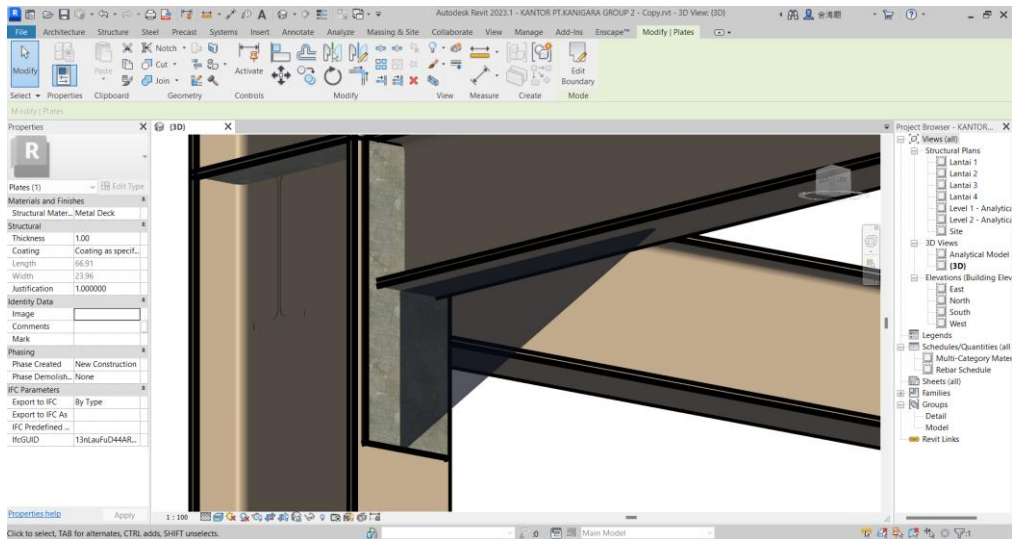 Autodesk Revit 2023.1 - KANTOR PT.KANIGARA GROUP 2 - Copy.rvt - 3D View: {3D}
File Architecture Structure Steel Precast Systems Insert Annotate Analyze Massing & Site Collaborate View Manage Add-Ins Enscape™ Modify | Plates
Modify Paste Notch Cut Join Activate Edit Boundary
Select Properties Clipboard Geometry Controls Modify View Measure Create Mode
Modify | Plates
Properties
{3D}
Project Browser - KANTOR...
R
Plates (1)
Edit Type
Materials and Finishes
Structural Mater... Metal Deck
Structural
Thickness 1.00
Coating Coating as specif...
Length 66.91
Width 23.96
Justification 1.000000
Identity Data
Image
Comments
Mark
Phasing
Phase Created New Construction
Phase Demolish... None
IFC Parameters
Export to IFC By Type
Export to IFC As
IFC Predefined ...
IfcGUID 13nLauFuD44AR...
Properties help
Apply
Views (all)
Structural Plans
Lantai 1
Lantai 2
Lantai 3
Lantai 4
Level 1 - Analytica
Level 2 - Analytica
Site
3D Views
Analytical Model
{3D}
Elevations (Building Elev
East
North
South
West
Legends
Schedules/Quantities (all
Multi-Category Mater
Rebar Schedule
Sheets (all)
Families
Groups
Detail
Model
Revit Links
1 : 100
Click to select, TAB for alternates, CTRL adds, SHIFT unselects.
:0
Main Model
:1